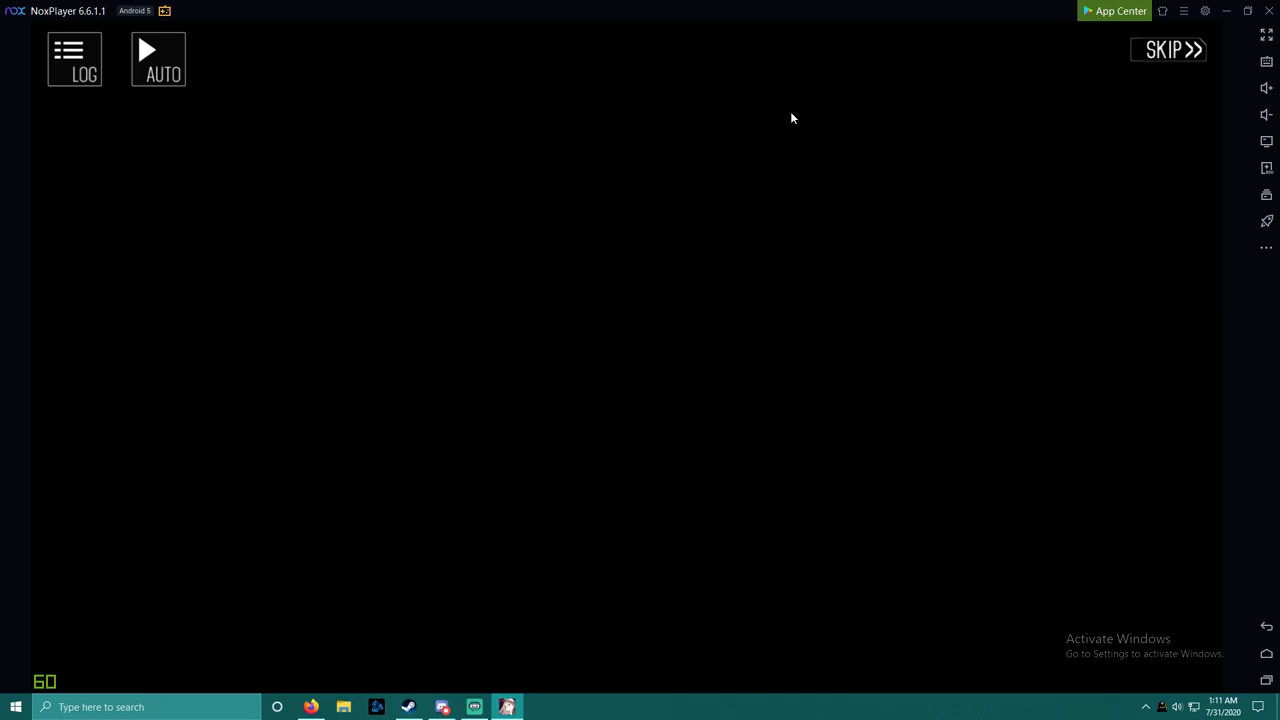 nox NoxPlayer 6.6.1.1 Android 5 App Center
LOG AUTO SKIP
Activate Windows
Go to Settings to activate Windows.
60
Type here to search
1:11 AM
7/31/2020